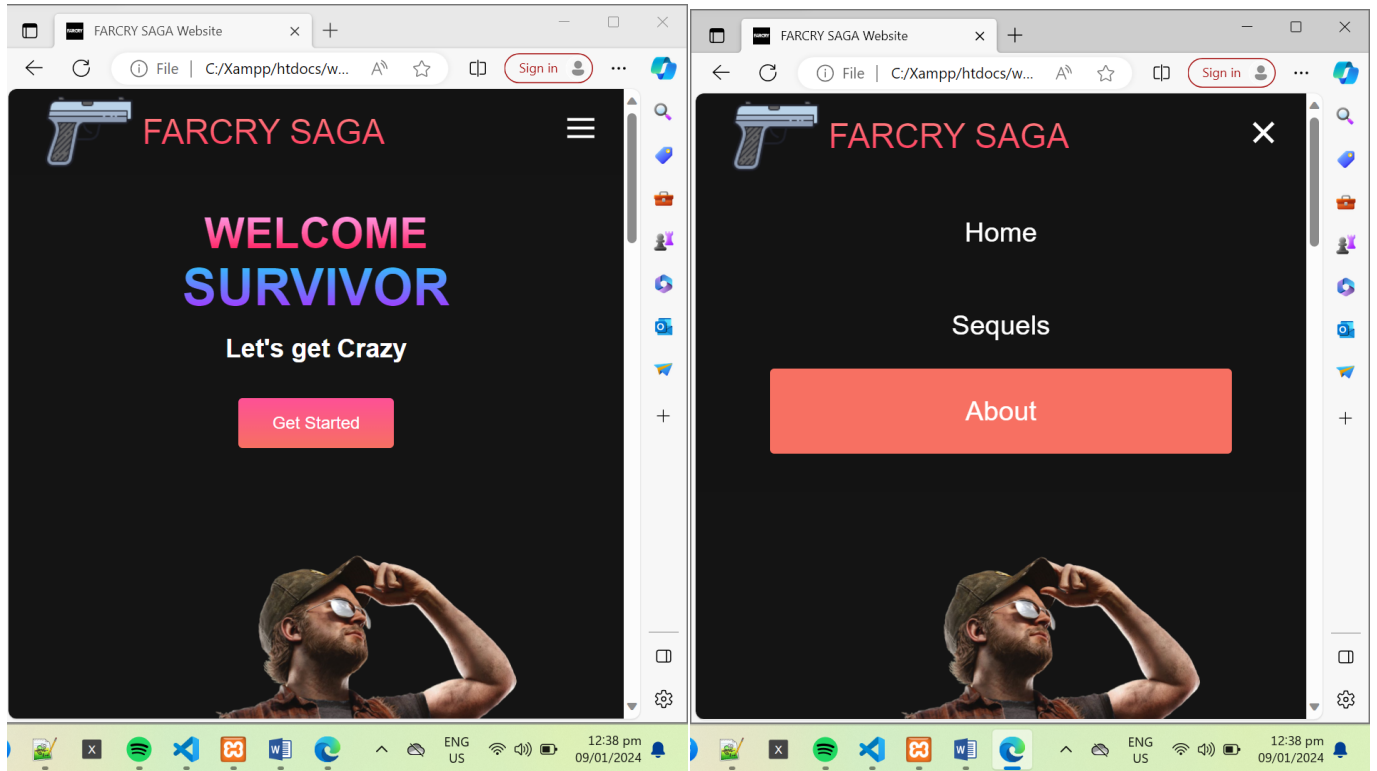 FARCRY SAGA Website
File | C:/Xampp/htdocs/w...
Sign in
FARCRY SAGA
WELCOME
SURVIVOR
Let's get Crazy
Get Started
ENG
US
12:38 pm
09/01/2024
FARCRY SAGA Website
File | C:/Xampp/htdocs/w...
Sign in
FARCRY SAGA
Home
Sequels
About
ENG
US
12:38 pm
09/01/2024